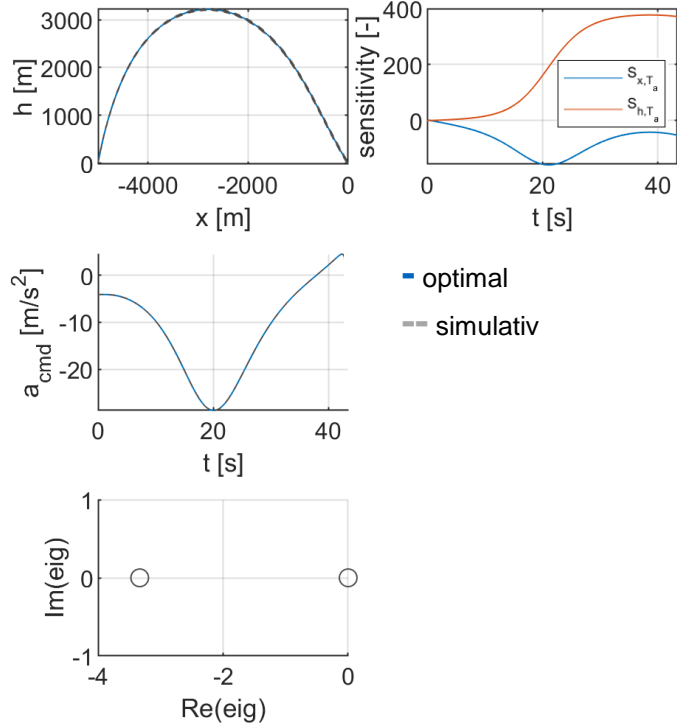 h [m]
3000
2000
1000
0
-4000
-2000
0
x [m]
sensitivity [-]
400
200
0
S_x,T_a
S_h,T_a
0
20
40
t [s]
a_cmd [m/s²]
0
-10
-20
0
20
40
t [s]
optimal
simulativ
Im(eig)
1
0
-1
-4
-2
0
Re(eig)